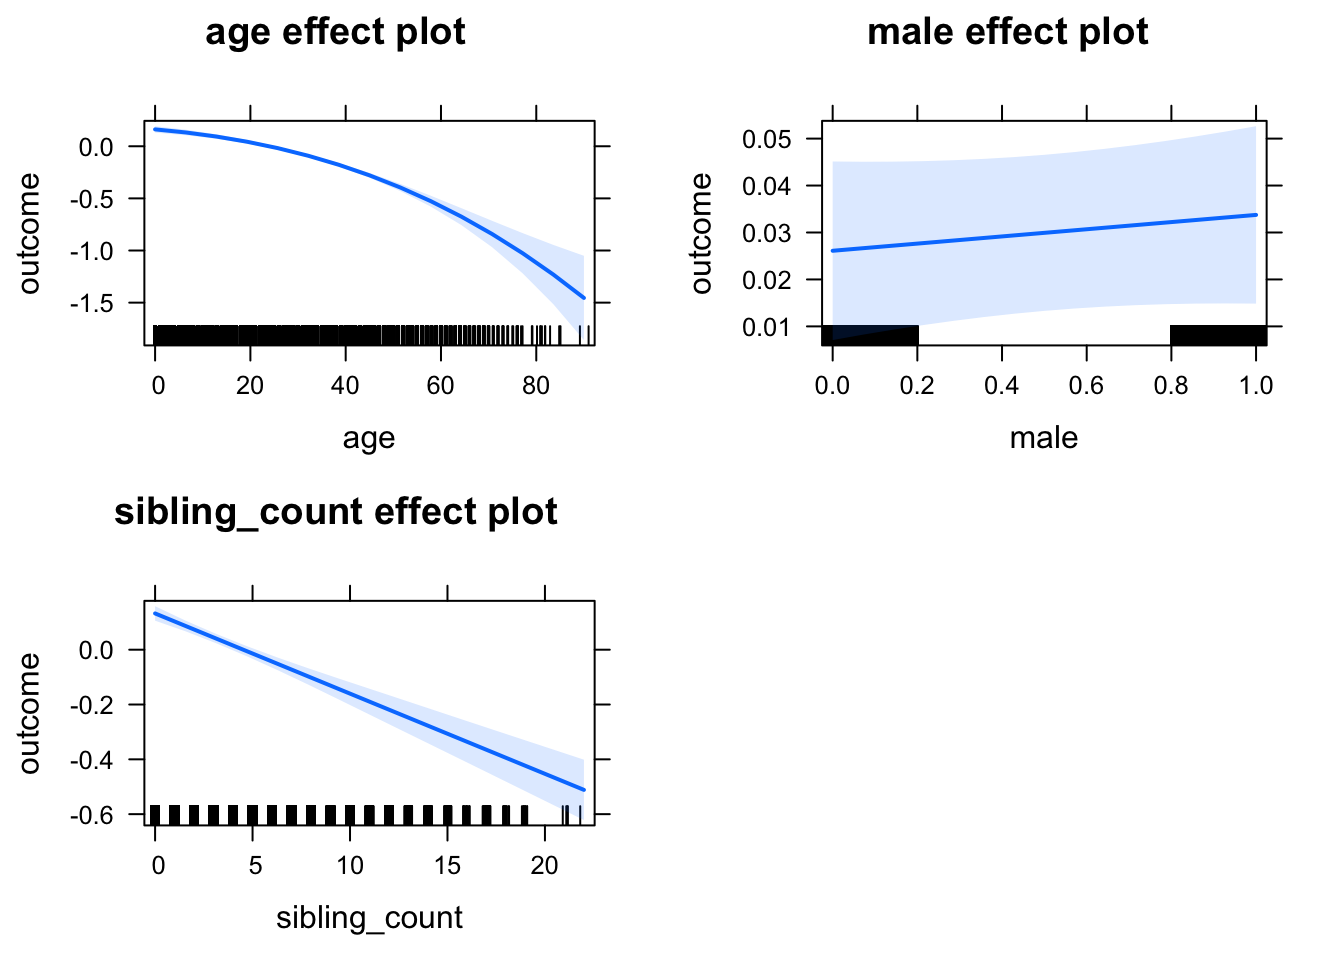 age effect plot
outcome
0.0
-0.5
-1.0
-1.5
0 20 40 60 80
age
male effect plot
outcome
0.05
0.04
0.03
0.02
0.01
0.0 0.2 0.4 0.6 0.8 1.0
male
sibling_count effect plot
outcome
0.0
-0.2
-0.4
-0.6
0 5 10 15 20
sibling_count